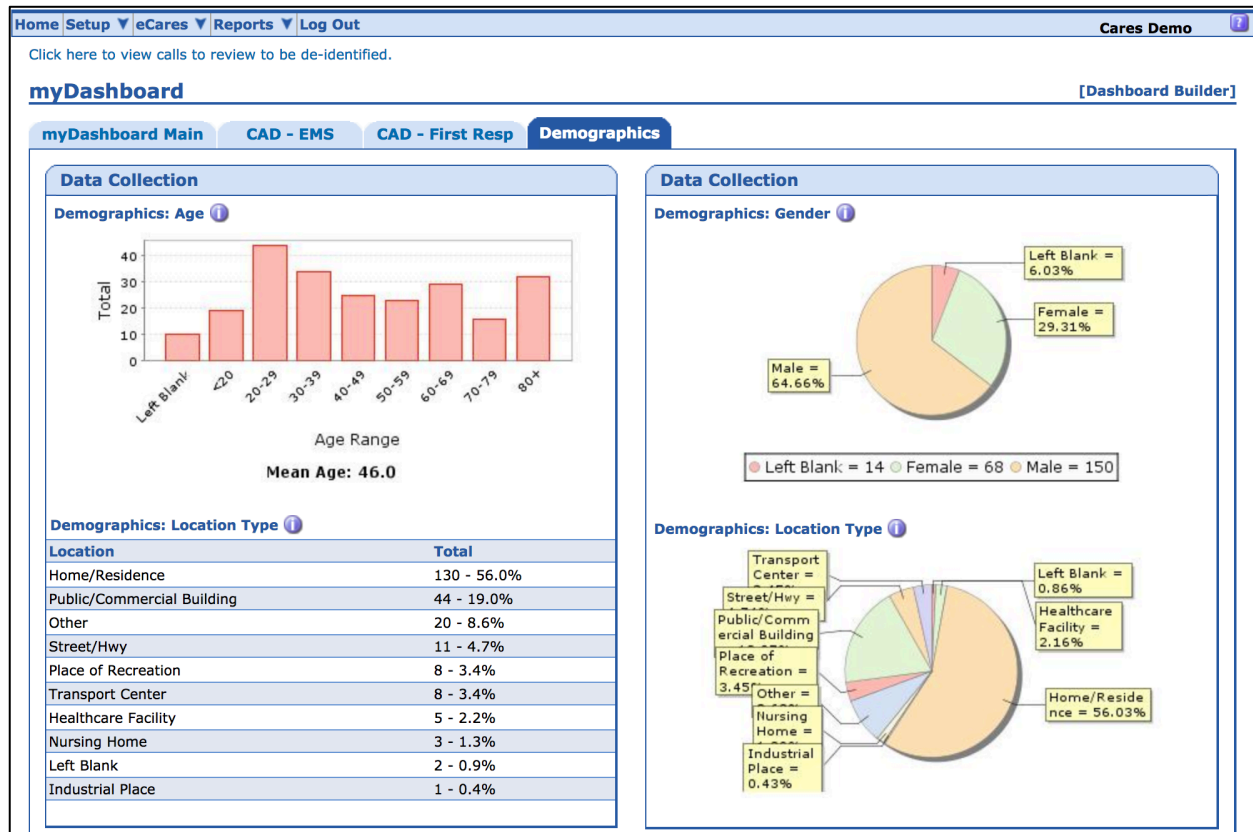 Home Setup eCares Reports Log Out
Cares Demo
?
Click here to view calls to review to be de-identified.
myDashboard
[Dashboard Builder]
myDashboard Main
CAD - EMS
CAD - First Resp
Demographics
Data Collection
Demographics: Age
i
40
30
20
10
0
Total
Left Blank
<20
20-29
30-39
40-49
50-59
60-69
70-79
80+
Age Range
Mean Age: 46.0
Demographics: Location Type
i
Location Total
Home/Residence 130 - 56.0%
Public/Commercial Building 44 - 19.0%
Other 20 - 8.6%
Street/Hwy 11 - 4.7%
Place of Recreation 8 - 3.4%
Transport Center 8 - 3.4%
Healthcare Facility 5 - 2.2%
Nursing Home 3 - 1.3%
Left Blank 2 - 0.9%
Industrial Place 1 - 0.4%
Data Collection
Demographics: Gender
i
Left Blank =
6.03%
Female =
29.31%
Male =
64.66%
Left Blank = 14 Female = 68 Male = 150
Demographics: Location Type
i
Transport
Center =
Street/Hwy =
Public/Comm
ercial Building
Place of
Recreation =
3.45
Other =
Nursing
Home =
Industrial
Place =
0.43%
Left Blank =
0.86%
Healthcare
Facility =
2.16%
Home/Reside
nce = 56.03%